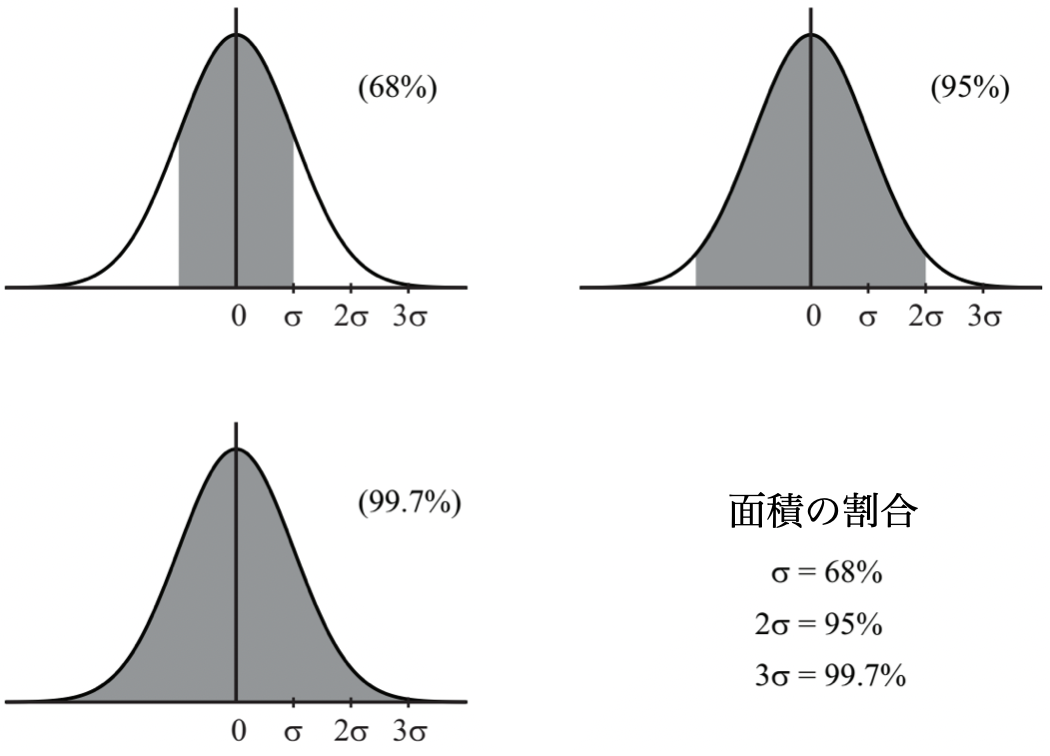 (68%)
0 σ 2σ 3σ
(95%)
0 σ 2σ 3σ
(99.7%)
0 σ 2σ 3σ
面積の割合
σ = 68%
2σ = 95%
3σ = 99.7%